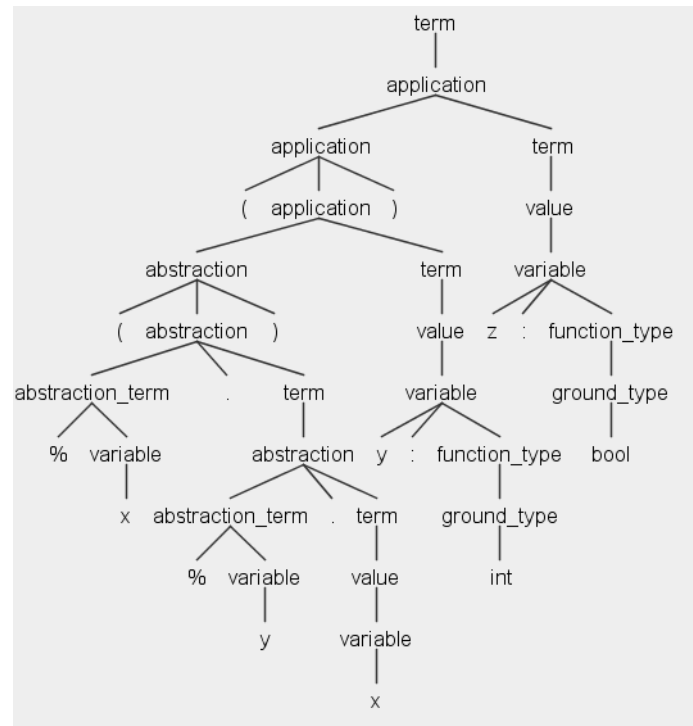 term
application
application term
( application ) value
abstraction term variable
( abstraction ) value z : function_type
abstraction_term . term variable ground_type
% variable abstraction y : function_type bool
x abstraction_term . term ground_type
% variable value int
y variable
x